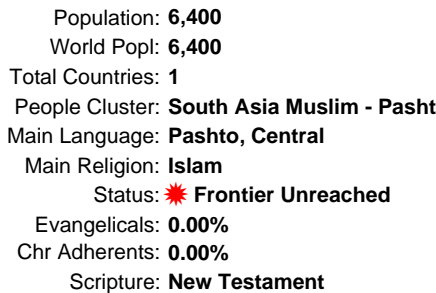 Population: 6,400
World Popl: 6,400
Total Countries: 1
People Cluster: South Asia Muslim - Pasht
Main Language: Pashto, Central
Main Religion: Islam
Status: Frontier Unreached
Evangelicals: 0.00%
Chr Adherents: 0.00%
Scripture: New Testament